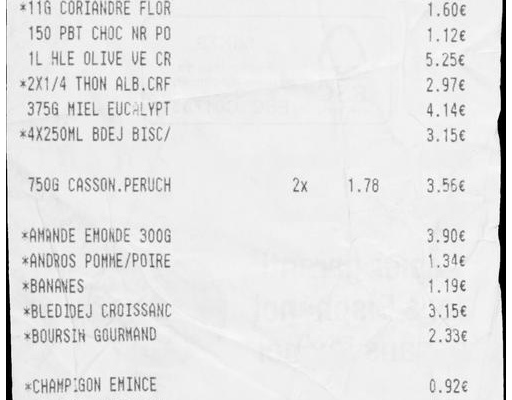 *11G CORIANDRE FLOR 1.60€
150 PBT CHOC NR PO 1.12€
1L HLE OLIVE VE CR 5.25€
*2X1/4 THON ALB.CRF 2.97€
375G MIEL EUCALYPT 4.14€
*4X250ML BDEJ BISC/ 3.15€
750G CASSON.PERUCH 2x 1.78 3.56€
*AMANDE EMONDE 300G 3.90€
*ANDROS POMME/POIRE 1.34€
*BANANES 1.19€
*BLEDIDEJ CROISSANC 3.15€
*BOURSIN GOURMAND 2.33€
*CHAMPIGON EMINCE 0.92€